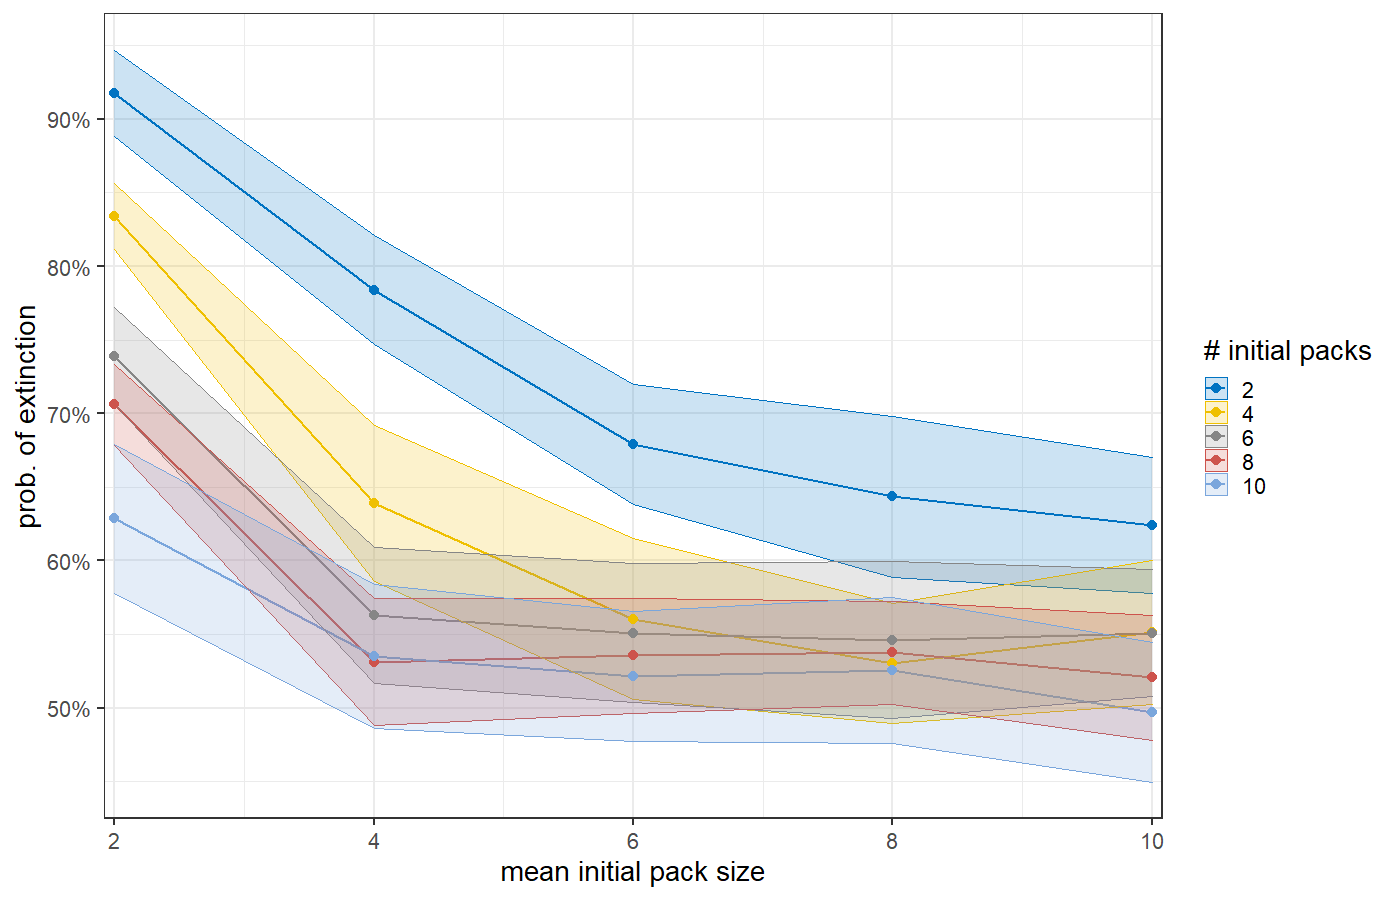 90%
80%
70%
60%
50%
prob. of extinction
2 4 6 8 10
mean initial pack size
# initial packs
2
4
6
8
10